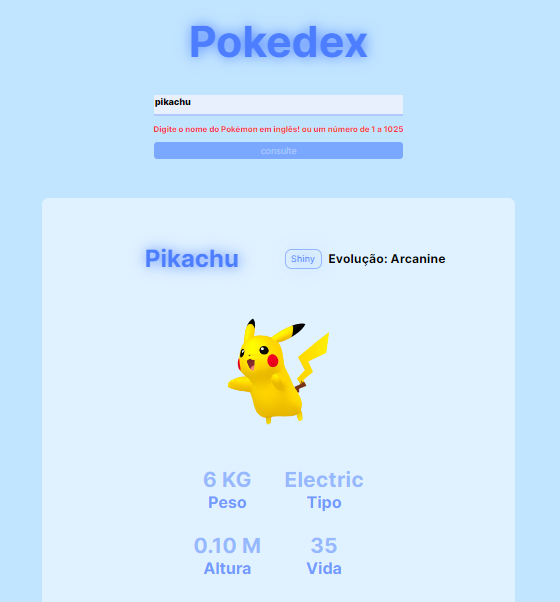 Pokedex
pikachu
Digite o nome do Pokémon em inglês! ou um número de 1 a 1025
consulte
Pikachu
Shiny
Evolução: Arcanine
6 KG
Electric
Peso
Tipo
0.10 M
35
Altura
Vida